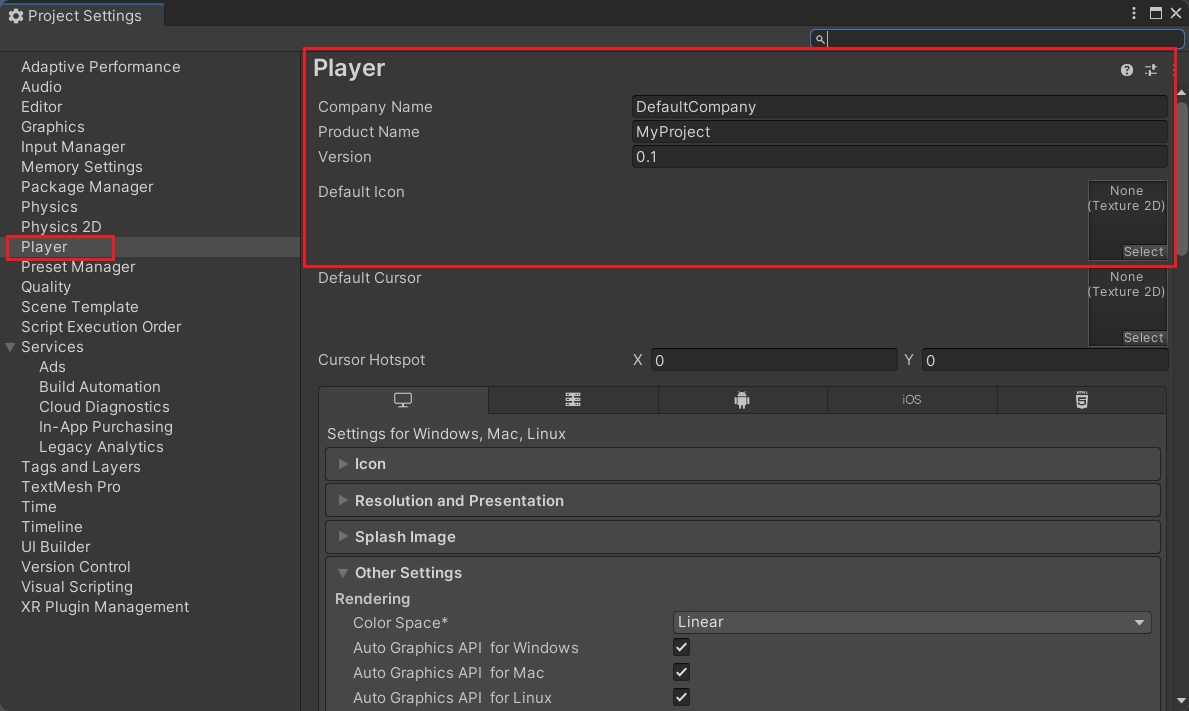 Project Settings
Adaptive Performance
Audio
Editor
Graphics
Input Manager
Memory Settings
Package Manager
Physics
Physics 2D
Player
Preset Manager
Quality
Scene Template
Script Execution Order
Services
Ads
Build Automation
Cloud Diagnostics
In-App Purchasing
Legacy Analytics
Tags and Layers
TextMesh Pro
Time
Timeline
UI Builder
Version Control
Visual Scripting
XR Plugin Management
Player
Company Name DefaultCompany
Product Name MyProject
Version 0.1
Default Icon
None
(Texture 2D)
Select
Default Cursor
None
(Texture 2D)
Select
Cursor Hotspot X 0 Y 0
iOS
HTML 5
Settings for Windows, Mac, Linux
Icon
Resolution and Presentation
Splash Image
Other Settings
Rendering
Color Space* Linear
Auto Graphics API for Windows
Auto Graphics API for Mac
Auto Graphics API for Linux